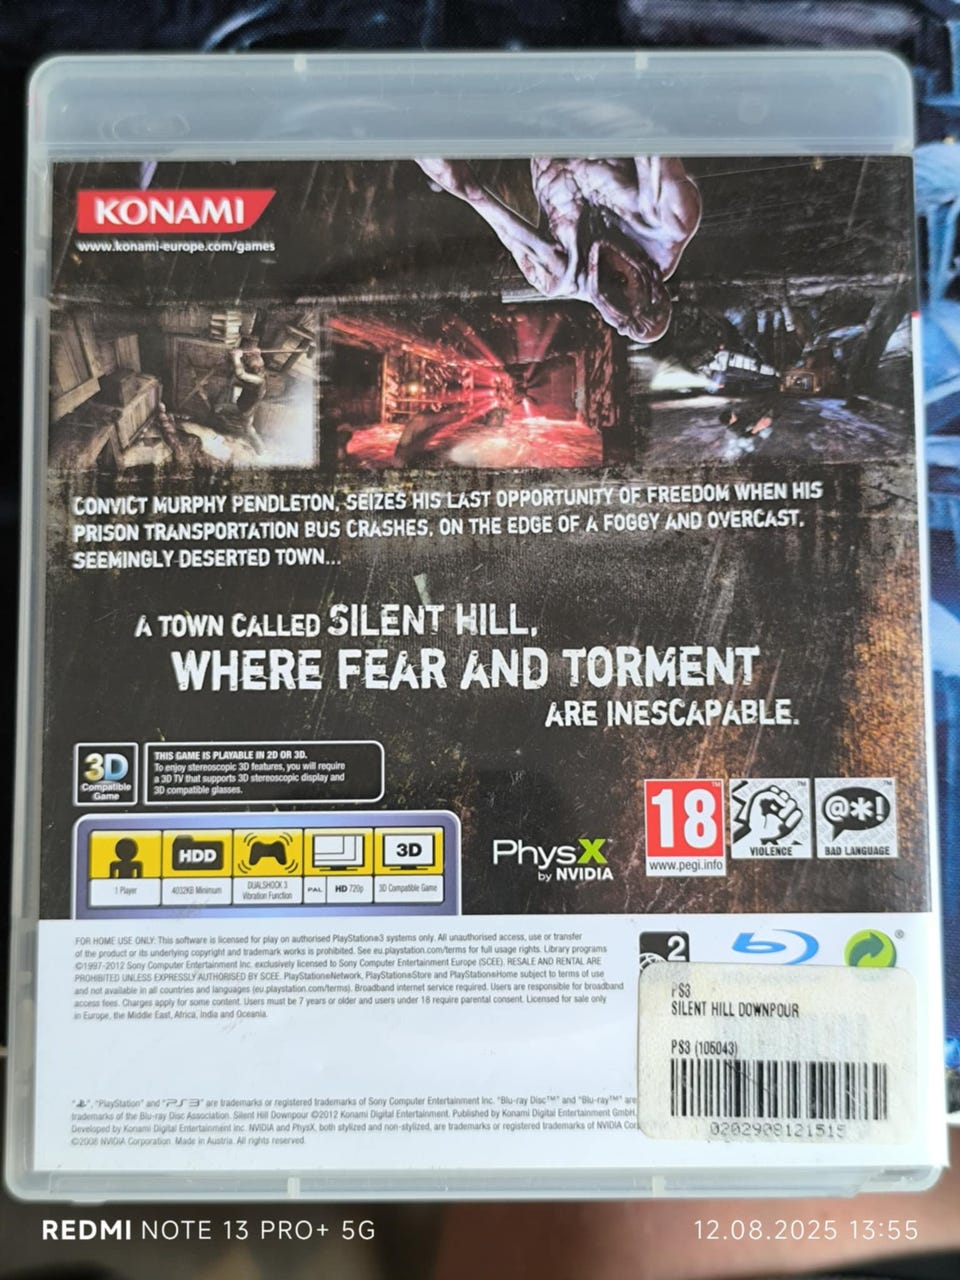 KONAMI
www.konami-europe.com/games
CONVICT MURPHY PENDLETON, SEIZES HIS LAST OPPORTUNITY OF FREEDOM WHEN HIS
PRISON TRANSPORTATION BUS CRASHES, ON THE EDGE OF A FOGGY AND OVERCAST,
SEEMINGLY DESERTED TOWN...
A TOWN CALLED SILENT HILL,
WHERE FEAR AND TORMENT
ARE INESCAPABLE.
3D
Compatible
Game
THIS GAME IS PLAYABLE IN 2D OR 3D.
To enjoy stereoscopic 3D features, you will require
a 3D TV that supports 3D stereoscopic display and
3D compatible glasses.
HDD
3D
1 Player
4032KB Minimum
DUALSHOCK 3
Vibration Function
PAL
HD 720p
3D Compatible Game
PhysX™
by NVIDIA
18™
www.pegi.info
™
VIOLENCE
@*!™
BAD LANGUAGE
FOR HOME USE ONLY: This software is licensed for play on authorised PlayStation®3 systems only. All unauthorised access, use or transfer
of the product or its underlying copyright and trademark works is prohibited. See eu.playstation.com/terms for full usage rights. Library programs
©1997-2012 Sony Computer Entertainment Inc. exclusively licensed to Sony Computer Entertainment Europe (SCEE). RESALE AND RENTAL ARE
PROHIBITED UNLESS EXPRESSLY AUTHORISED BY SCEE. PlayStation®Network, PlayStation®Store and PlayStation®Home subject to terms of use
and not available in all countries and languages (eu.playstation.com/terms). Broadband internet service required. Users are responsible for broadband
access fees. Charges apply for some content. Users must be 7 years or older and users under 18 require parental consent. Licensed for sale only
in Europe, the Middle East, Africa, India and Oceania.
2
®
PS3
SILENT HILL DOWNPOUR
PS3 (105043)
0202908121515
"", "PlayStation" and "PS3" are trademarks or registered trademarks of Sony Computer Entertainment Inc. "Blu-ray Disc™" and "Blu-ray™" are
trademarks of the Blu-ray Disc Association. Silent Hill Downpour ©2012 Konami Digital Entertainment. Published by Konami Digital Entertainment GmbH.
Developed by Konami Digital Entertainment Inc. NVIDIA and PhysX, both stylized and non-stylized, are trademarks or registered trademarks of NVIDIA Cor
©2008 NVIDIA Corporation. Made in Austria. All rights reserved.
REDMI NOTE 13 PRO+ 5G
12.08.2025 13:55